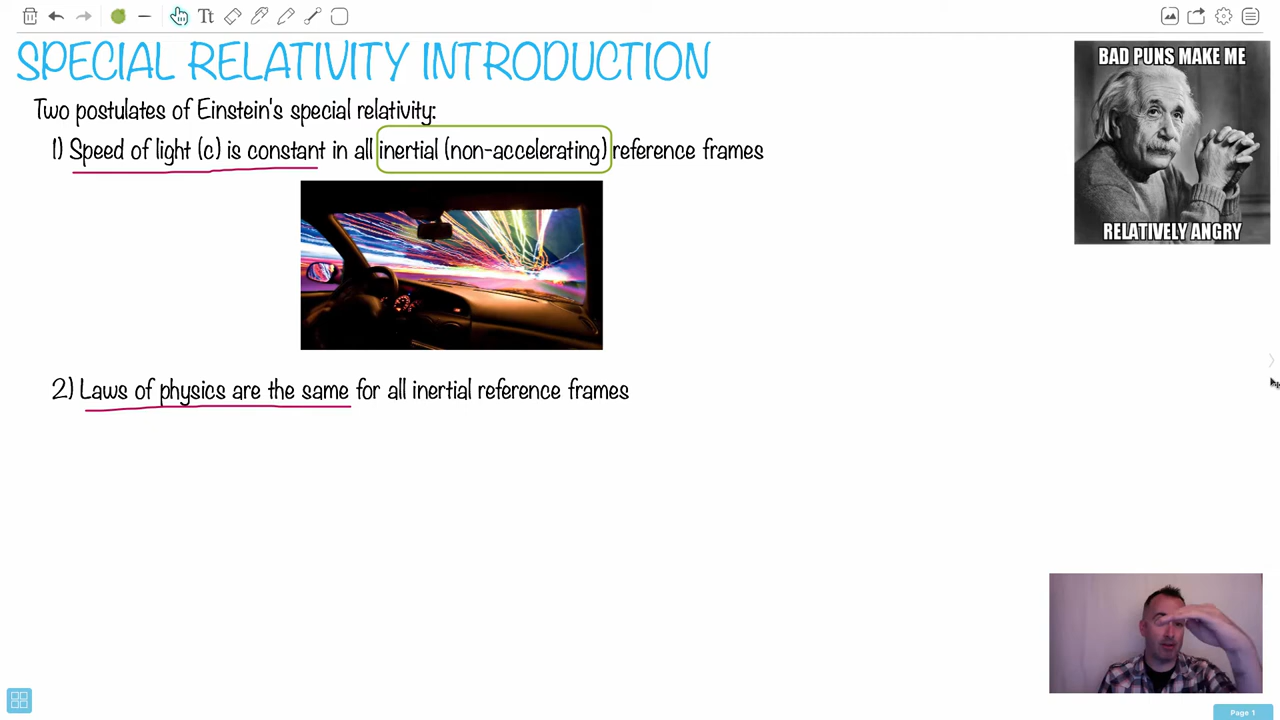 Tt
SPECIAL RELATIVITY INTRODUCTION
BAD PUNS MAKE ME
RELATIVELY ANGRY
Two postulates of Einstein's special relativity:
1) Speed of light (c) is constant in all inertial (non-accelerating) reference frames
2) Laws of physics are the same for all inertial reference frames
Page 1